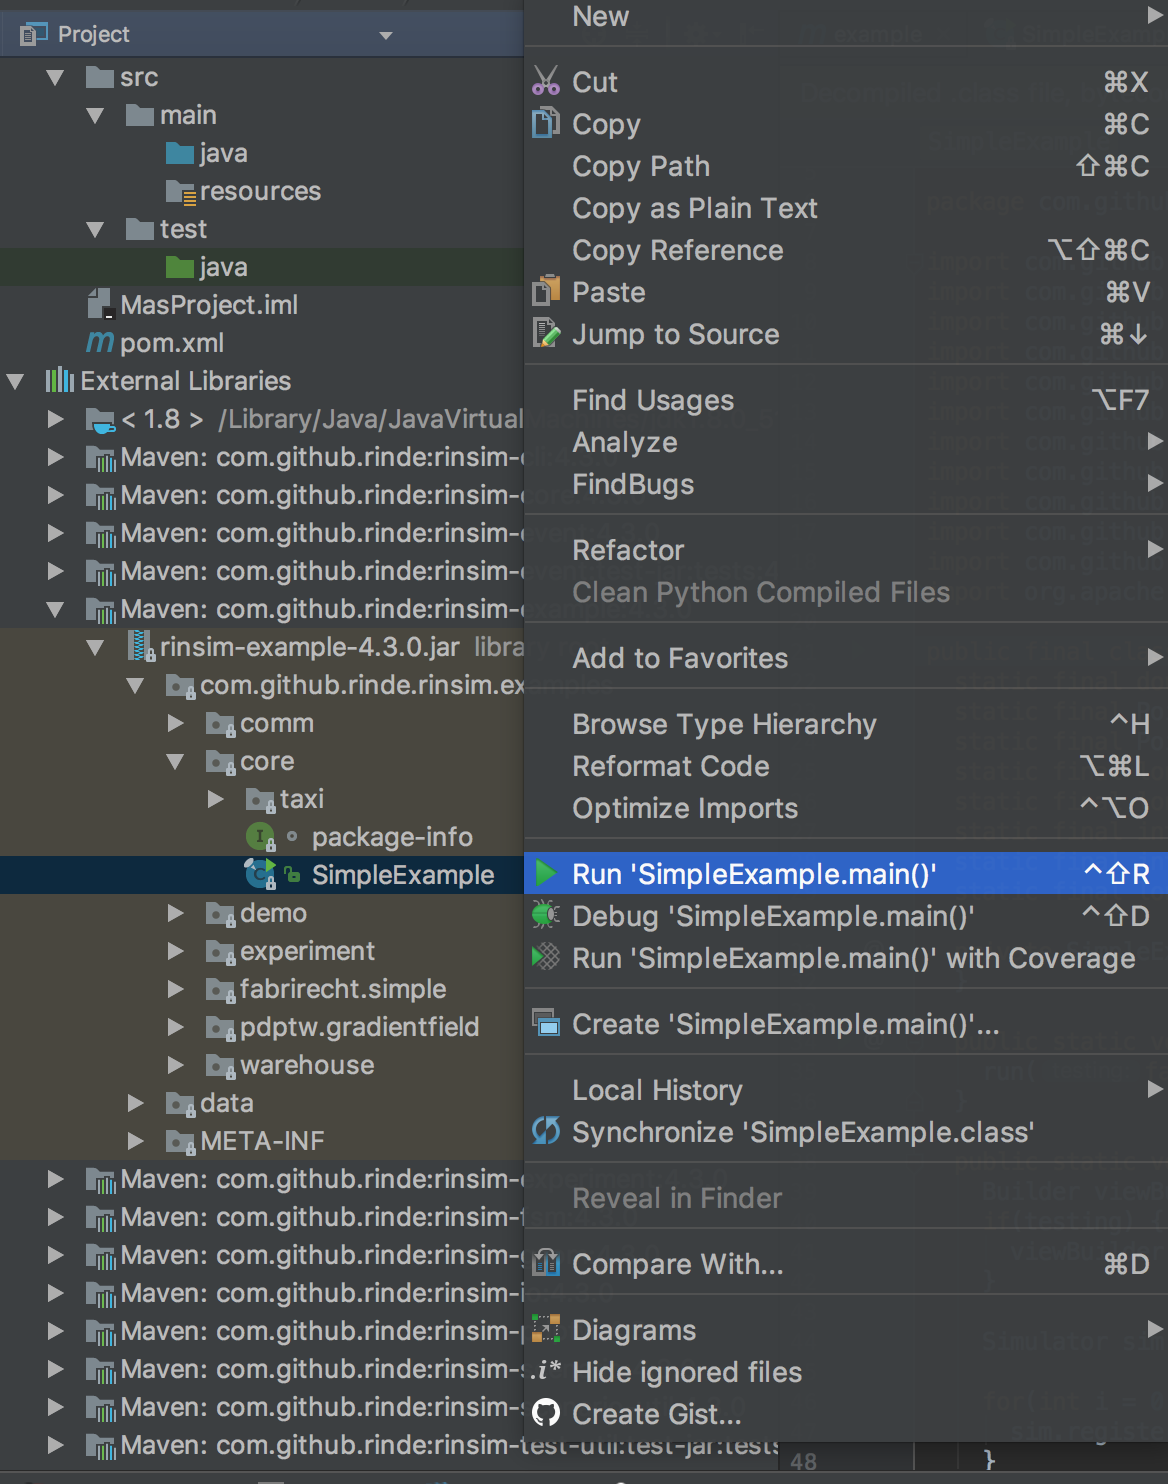 Project
src
main
java
resources
test
java
MasProject.iml
pom.xml
External Libraries
< 1.8 > /Library/Java/JavaVirtual
Maven: com.github.rinde:rinsim-
Maven: com.github.rinde:rinsim-
Maven: com.github.rinde:rinsim-
Maven: com.github.rinde:rinsim-
Maven: com.github.rinde:rinsim-
rinsim-example-4.3.0.jar library
com.github.rinde.rinsim.examples
comm
core
taxi
package-info
SimpleExample
demo
experiment
fabrirecht.simple
pdptw.gradientfield
warehouse
data
META-INF
Maven: com.github.rinde:rinsim-experiment:4.3.0
Maven: com.github.rinde:rinsim-
Maven: com.github.rinde:rinsim-
Maven: com.github.rinde:rinsim-
Maven: com.github.rinde:rinsim-
Maven: com.github.rinde:rinsim-
Maven: com.github.rinde:rinsim-
Maven: com.github.rinde:rinsim-test-util:test-jar:tests
New
Cut ⌘X
Copy ⌘C
Copy Path ⇧⌘C
Copy as Plain Text
Copy Reference ⌥⇧⌘C
Paste ⌘V
Jump to Source ⌘↓
Find Usages ⌥F7
Analyze
FindBugs
Refactor
Clean Python Compiled Files
Add to Favorites
Browse Type Hierarchy ^H
Reformat Code ⌥⌘L
Optimize Imports ^⌥O
Run 'SimpleExample.main()' ^⇧R
Debug 'SimpleExample.main()' ^⇧D
Run 'SimpleExample.main()' with Coverage
Create 'SimpleExample.main()'...
Local History
Synchronize 'SimpleExample.class'
Reveal in Finder
Compare With... ⌘D
Diagrams
.i* Hide ignored files
Create Gist...
48 }